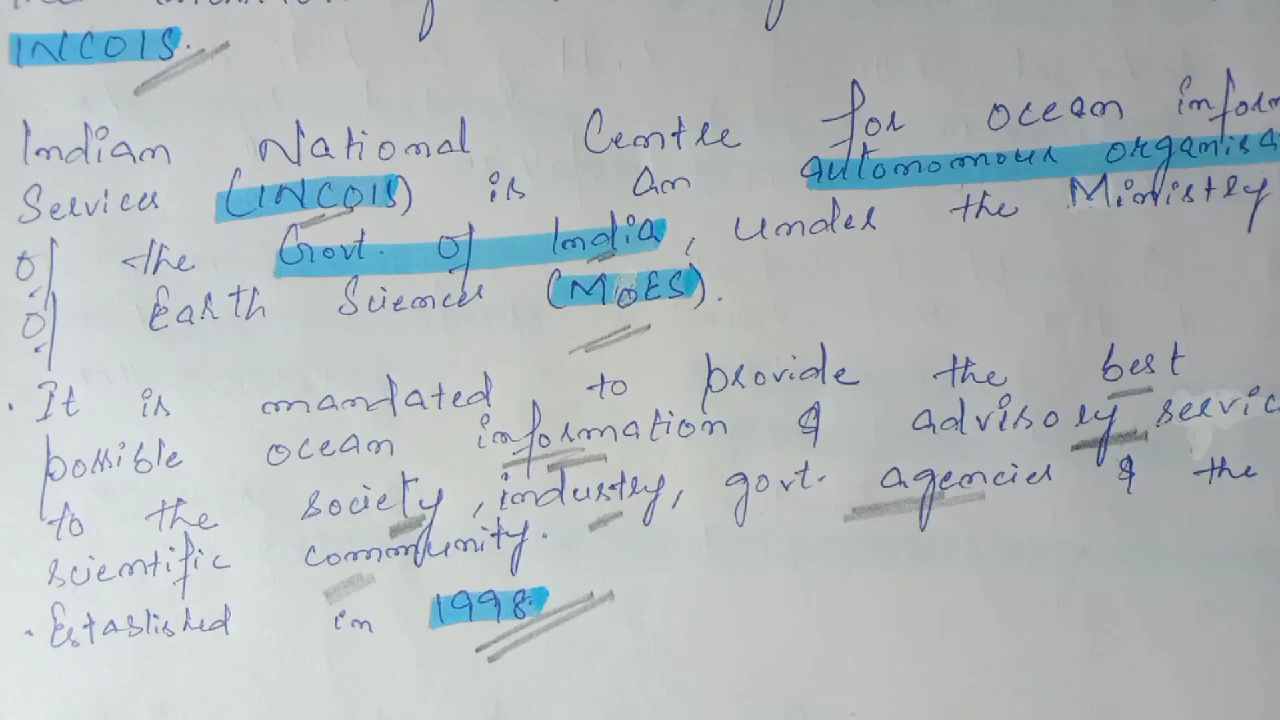 INCOIS.
Indian National Centre for ocean inform
Services (INCOIS) is an autonomous organisa
of the Govt. of India, under the Ministry
of Earth Sciences (MOES).
. It is mandated to provide the best
possible ocean information & advisory servic
to the society, industry, govt. agencies & the
scientific community.
. Established in 1998.